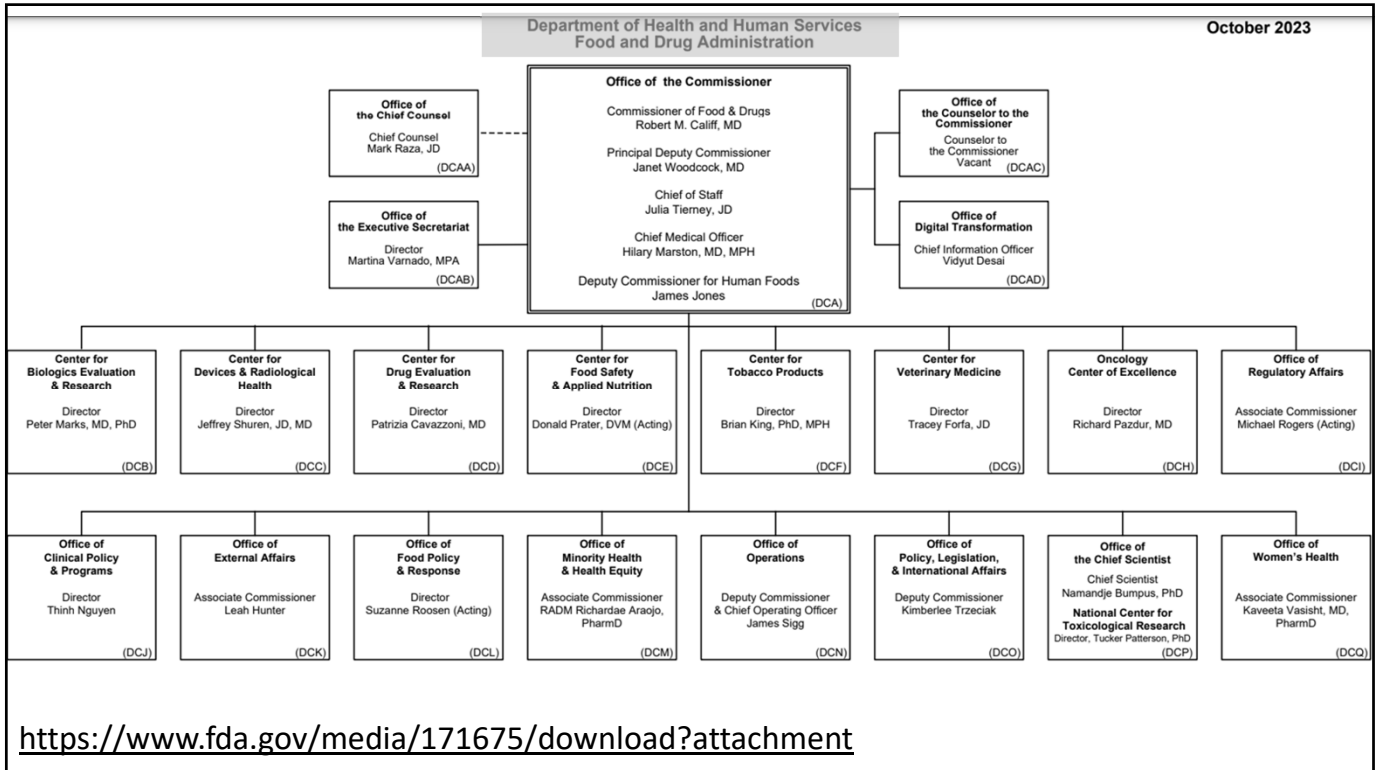 Department of Health and Human Services
Food and Drug Administration
October 2023
Office of the Commissioner
Commissioner of Food & Drugs
Robert M. Califf, MD
Principal Deputy Commissioner
Janet Woodcock, MD
Chief of Staff
Julia Tierney, JD
Chief Medical Officer
Hilary Marston, MD, MPH
Deputy Commissioner for Human Foods
James Jones
(DCA)
Office of
the Chief Counsel
Chief Counsel
Mark Raza, JD
(DCAA)
Office of
the Counselor to the
Commissioner
Counselor to
the Commissioner
Vacant
(DCAC)
Office of
the Executive Secretariat
Director
Martina Varnado, MPA
(DCAB)
Office of
Digital Transformation
Chief Information Officer
Vidyut Desai
(DCAD)
Center for
Biologics Evaluation
& Research
Director
Peter Marks, MD, PhD
(DCB)
Center for
Devices & Radiological
Health
Director
Jeffrey Shuren, JD, MD
(DCC)
Center for
Drug Evaluation
& Research
Director
Patrizia Cavazzoni, MD
(DCD)
Center for
Food Safety
& Applied Nutrition
Director
Donald Prater, DVM (Acting)
(DCE)
Center for
Tobacco Products
Director
Brian King, PhD, MPH
(DCF)
Center for
Veterinary Medicine
Director
Tracey Forfa, JD
(DCG)
Oncology
Center of Excellence
Director
Richard Pazdur, MD
(DCH)
Office of
Regulatory Affairs
Associate Commissioner
Michael Rogers (Acting)
(DCI)
Office of
Clinical Policy
& Programs
Director
Thinh Nguyen
(DCJ)
Office of
External Affairs
Associate Commissioner
Leah Hunter
(DCK)
Office of
Food Policy
& Response
Director
Suzanne Roosen (Acting)
(DCL)
Office of
Minority Health
& Health Equity
Associate Commissioner
RADM Richardae Araojo,
PharmD
(DCM)
Office of
Operations
Deputy Commissioner
& Chief Operating Officer
James Sigg
(DCN)
Office of
Policy, Legislation,
& International Affairs
Deputy Commissioner
Kimberlee Trzeciak
(DCO)
Office of
the Chief Scientist
Chief Scientist
Namandje Bumpus, PhD
National Center for
Toxicological Research
Director, Tucker Patterson, PhD
(DCP)
Office of
Women's Health
Associate Commissioner
Kaveeta Vasisht, MD,
PharmD
(DCQ)
https://www.fda.gov/media/171675/download?attachment